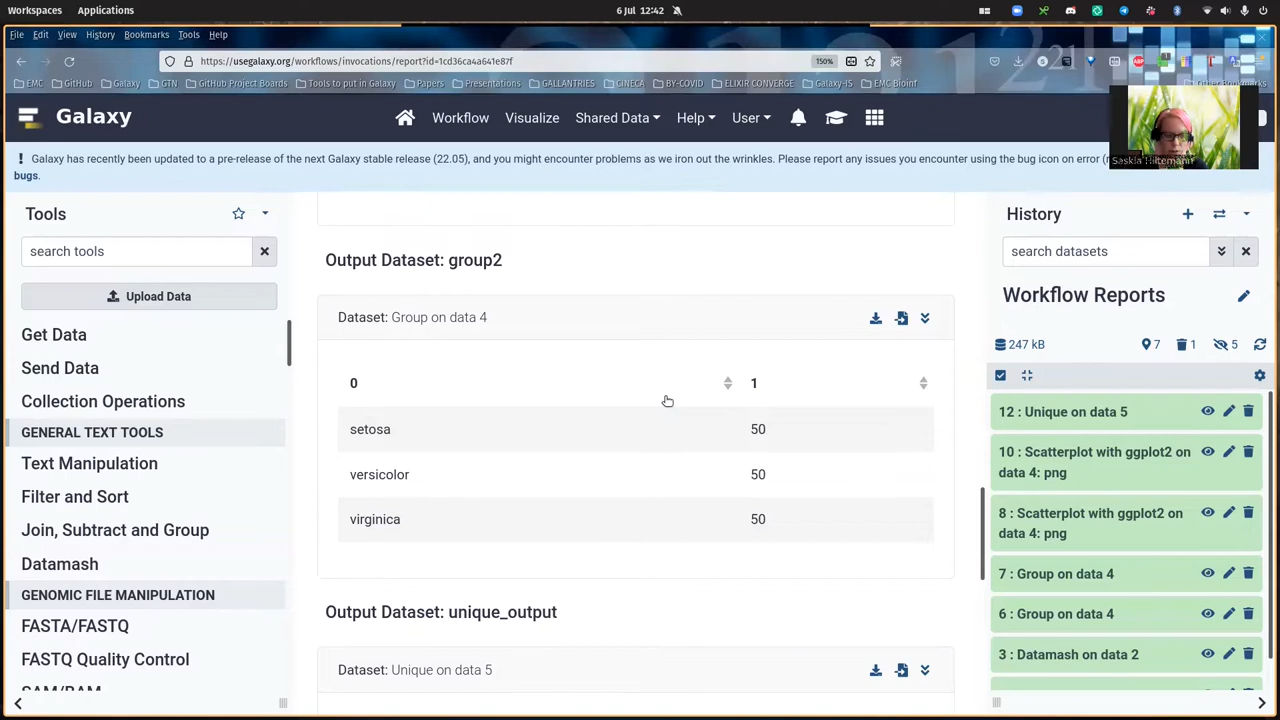 Workspaces Applications 6 Jul 12:42
File Edit View History Bookmarks Tools Help
https://usegalaxy.org/workflows/invocations/report?id=1cd36ca4a641e87f 150%
EMC GitHub Galaxy GTN GitHub Project Boards Tools to put in Galaxy Papers Presentations GALLANTRIES CINECA BY-COVID ELIXIR CONVERGE Galaxy-IS EMC Bioinf Other Bookmarks
Galaxy Workflow Visualize Shared Data Help User
Saskia Hiltemann
! Galaxy has recently been updated to a pre-release of the next Galaxy stable release (22.05), and you might encounter problems as we iron out the wrinkles. Please report any issues you encounter using the bug icon on error
bugs.
Tools
search tools
Upload Data
Get Data
Send Data
Collection Operations
GENERAL TEXT TOOLS
Text Manipulation
Filter and Sort
Join, Subtract and Group
Datamash
GENOMIC FILE MANIPULATION
FASTA/FASTQ
FASTQ Quality Control
SAM/BAM
Output Dataset: group2
Dataset: Group on data 4
0 1
setosa 50
versicolor 50
virginica 50
Output Dataset: unique_output
Dataset: Unique on data 5
History
search datasets
Workflow Reports
247 kB 7 1 5
12 : Unique on data 5
10 : Scatterplot with ggplot2 on
data 4: png
8 : Scatterplot with ggplot2 on
data 4: png
7 : Group on data 4
6 : Group on data 4
3 : Datamash on data 2